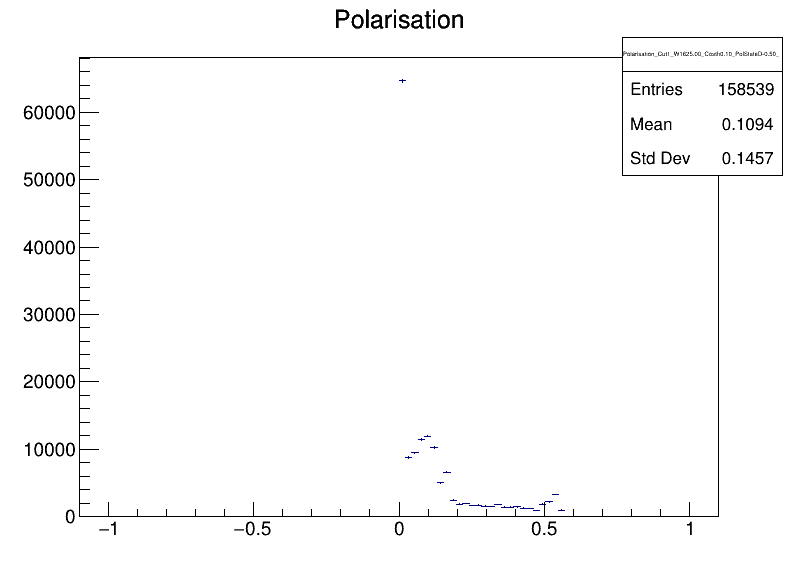 Polarisation
Polarisation_Cut1_W1625.00_Costh0.10_PolStateD-0.50_
Entries 158539
Mean 0.1094
Std Dev 0.1457
60000
50000
40000
30000
20000
10000
0
−1 −0.5 0 0.5 1